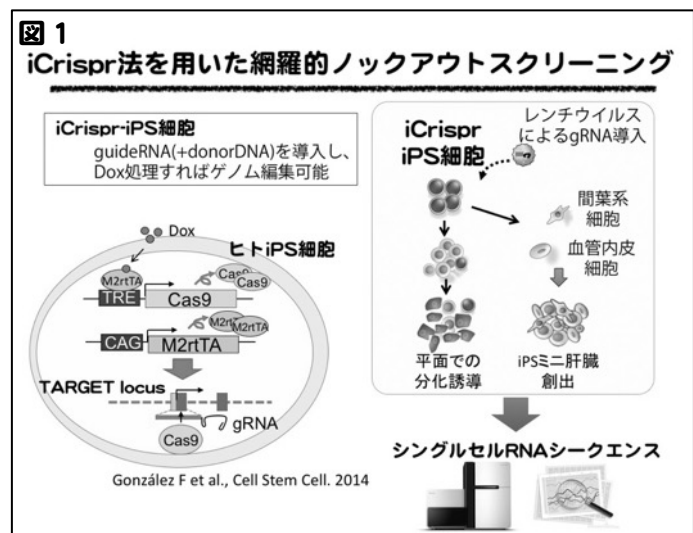 図1
iCrispr法を用いた網羅的ノックアウトスクリーニング
iCrispr-iPS細胞
guideRNA(+donorDNA)を導入し、
Dox処理すればゲノム編集可能
Dox
ヒトiPS細胞
M2rtTA
TRE
Cas9
Cas9
Cas9
CAG
M2rtTA
M2rtTA
M2rtTA
TARGET locus
gRNA
Cas9
González F et al., Cell Stem Cell. 2014
iCrispr
iPS細胞
レンチウイルス
によるgRNA導入
間葉系
細胞
血管内皮
細胞
平面での
分化誘導
iPSミニ肝臓
創出
シングルセルRNAシークエンス